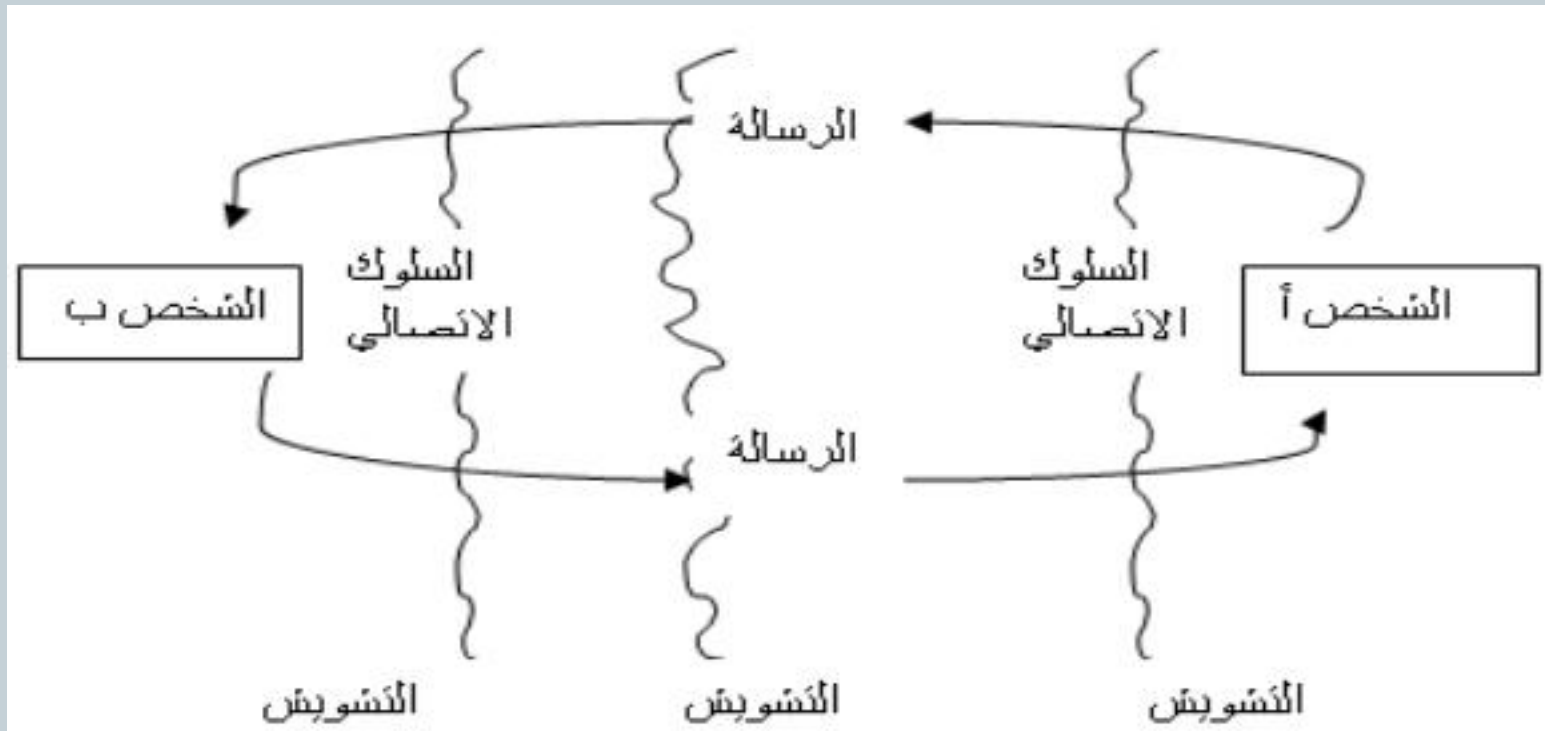 الرسالة
السلوك
الاتصالي
الشخص أ
السلوك
الاتصالي
الشخص ب
الرسالة
التشويش
التشويش
التشويش